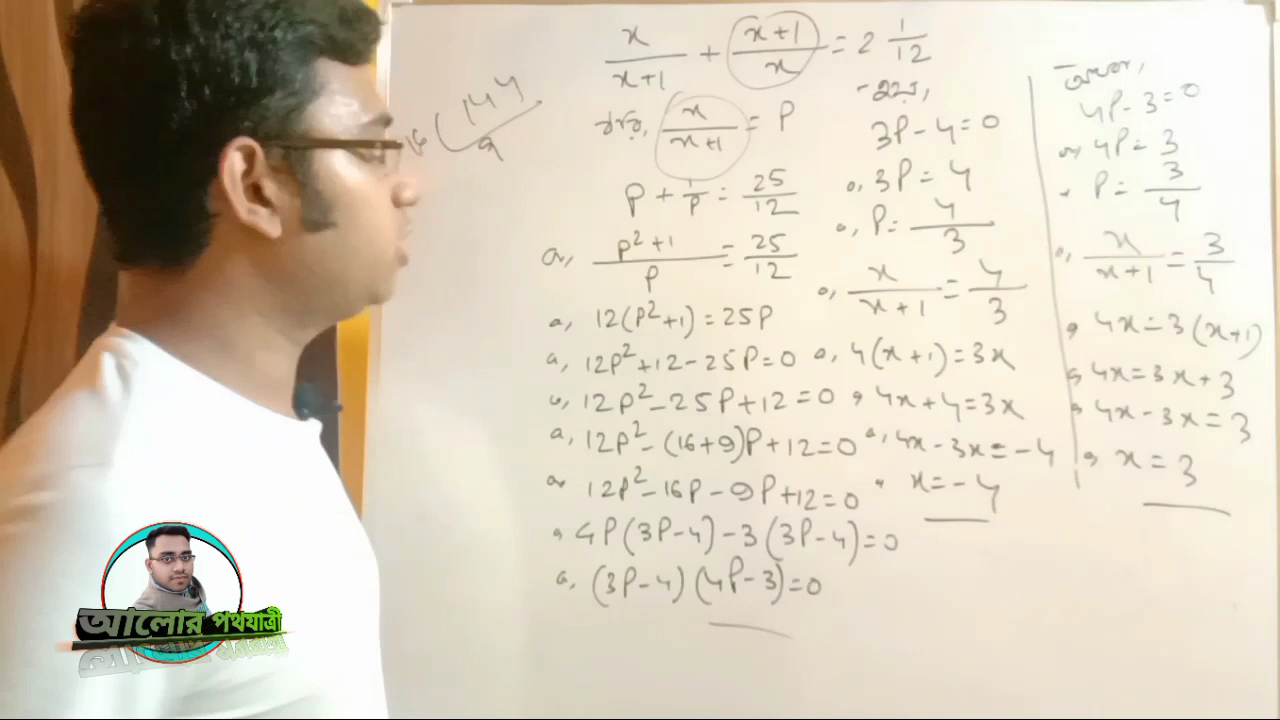 x/(x+1) + (x+1)/x = 2 1/12
ধরি, x/(x+1) = P
P + 1/P = 25/12
বা, (P²+1)/P = 25/12
বা, 12(P²+1) = 25P
বা, 12P²+12-25P=0
বা, 12P²-25P+12=0
বা, 12P²-(16+9)P+12=0
বা, 12P²-16P-9P+12=0
বা, 4P(3P-4)-3(3P-4)=0
বা, (3P-4)(4P-3)=0
হয়,
3P-4=0
বা, 3P=4
বা, P=4/3
বা, x/(x+1)=4/3
বা, 4(x+1)=3x
বা, 4x+4=3x
বা, 4x-3x=-4
বা, x=-4
অথবা,
4P-3=0
বা, 4P=3
বা, P=3/4
বা, x/(x+1)=3/4
বা, 4x=3(x+1)
বা, 4x=3x+3
বা, 4x-3x=3
বা, x=3
16(144/9
আলোর পথযাত্রী